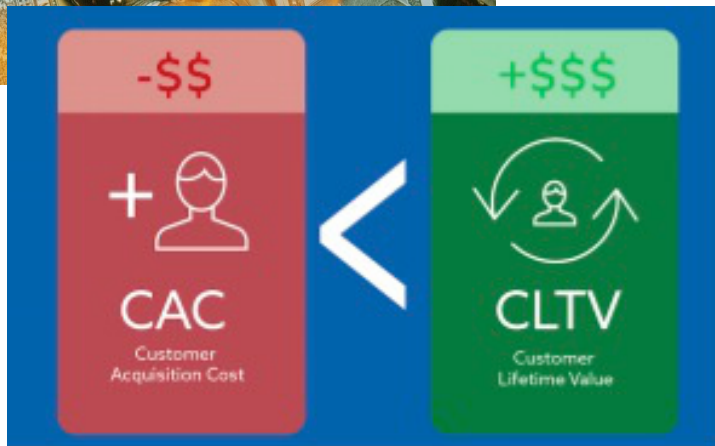 -$$
+
CAC
Customer
Acquisition Cost
<
+$$$
CLTV
Customer
Lifetime Value